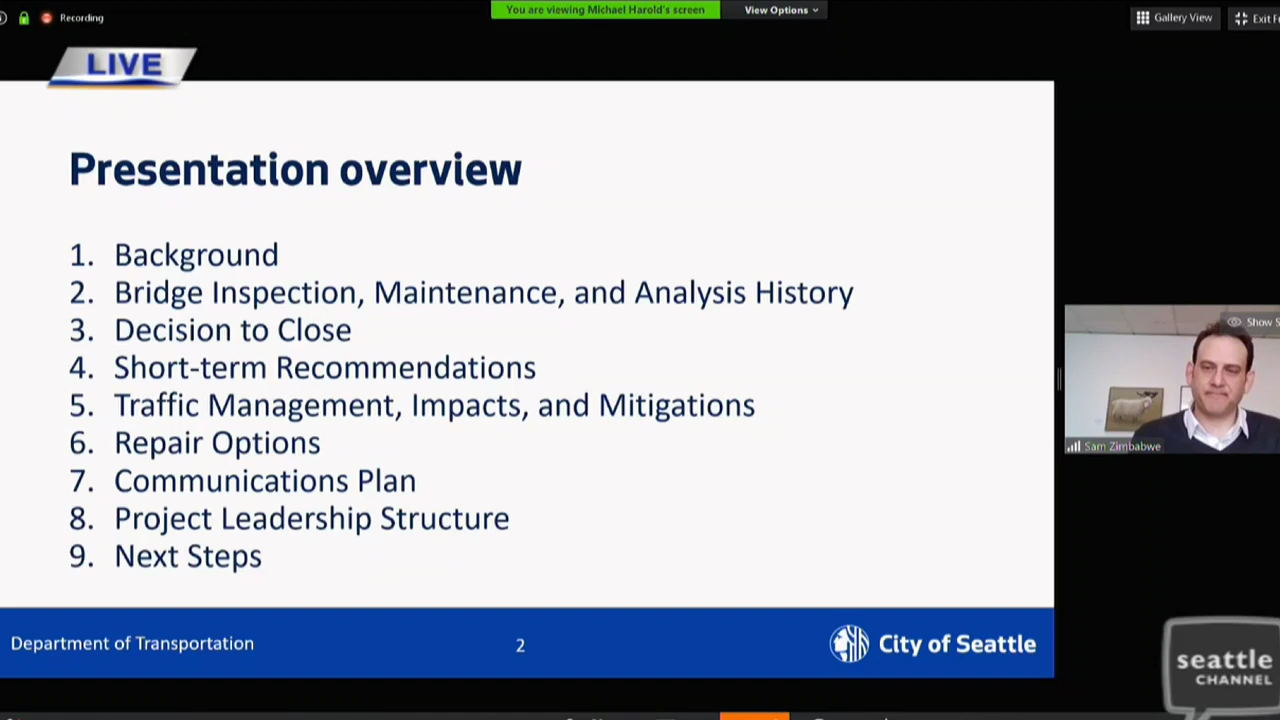 Recording
You are viewing Michael Harold's screen
View Options
Gallery View
Exit F
LIVE
Presentation overview
1. Background
2. Bridge Inspection, Maintenance, and Analysis History
3. Decision to Close
4. Short-term Recommendations
5. Traffic Management, Impacts, and Mitigations
6. Repair Options
7. Communications Plan
8. Project Leadership Structure
9. Next Steps
Show S
Sam Zimbabwe
Department of Transportation
2
City of Seattle
seattle
CHANNEL